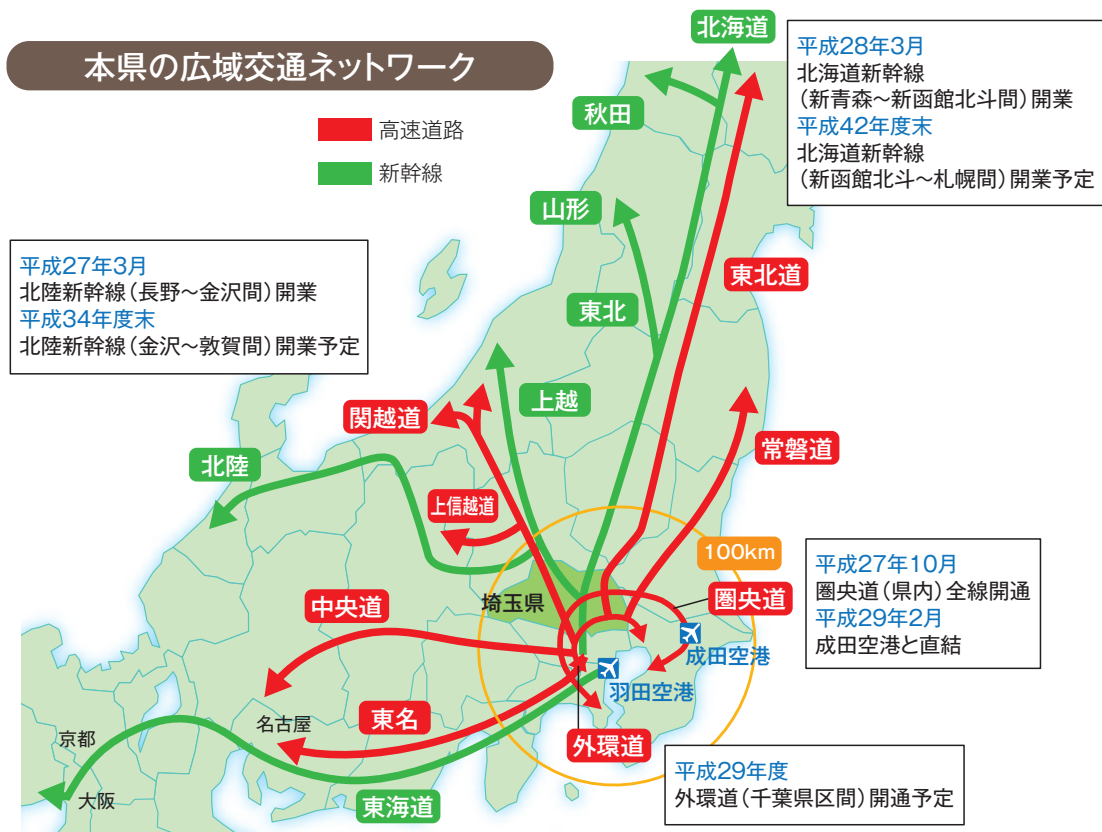 本県の広域交通ネットワーク
高速道路
新幹線
北海道
平成28年3月
北海道新幹線
(新青森〜新函館北斗間)開業
平成42年度末
北海道新幹線
(新函館北斗〜札幌間)開業予定
秋田
山形
東北道
平成27年3月
北陸新幹線(長野〜金沢間)開業
平成34年度末
北陸新幹線(金沢〜敦賀間)開業予定
東北
上越
関越道
常磐道
北陸
上信越道
100km
平成27年10月
圏央道(県内)全線開通
平成29年2月
成田空港と直結
埼玉県
圏央道
中央道
成田空港
羽田空港
東名
名古屋
京都
外環道
平成29年度
外環道(千葉県区間)開通予定
大阪
東海道